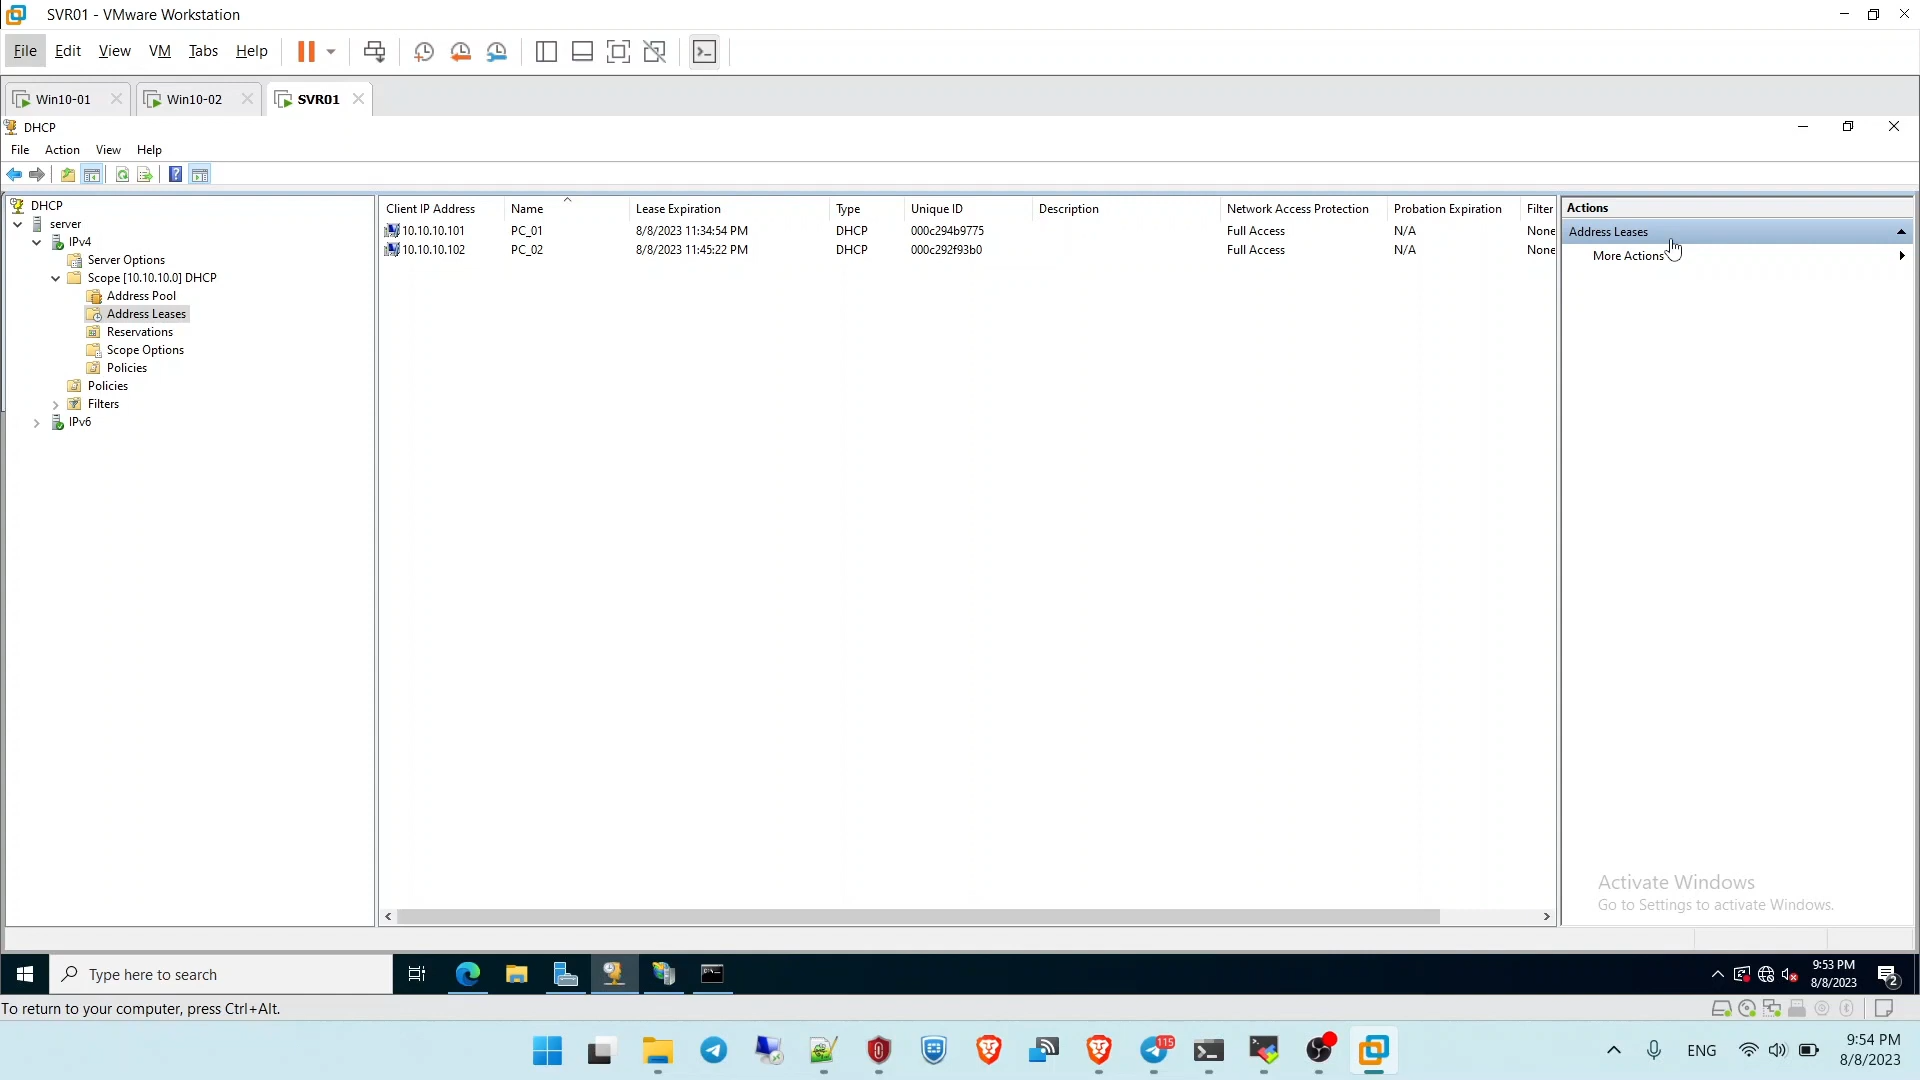 SVR01 - VMware Workstation
File Edit View VM Tabs Help
Win10-01 Win10-02 SVR01
DHCP
File Action View Help
DHCP
server
IPv4
Server Options
Scope [10.10.10.0] DHCP
Address Pool
Address Leases
Reservations
Scope Options
Policies
Policies
Filters
IPv6
Client IP Address Name Lease Expiration Type Unique ID Description Network Access Protection Probation Expiration Filter
10.10.10.101 PC_01 8/8/2023 11:34:54 PM DHCP 000c294b9775 Full Access N/A None
10.10.10.102 PC_02 8/8/2023 11:45:22 PM DHCP 000c292f93b0 Full Access N/A None
Actions
Address Leases
More Actions
Activate Windows
Go to Settings to activate Windows.
Type here to search
9:53 PM
8/8/2023
2
To return to your computer, press Ctrl+Alt.
115
ENG
9:54 PM
8/8/2023